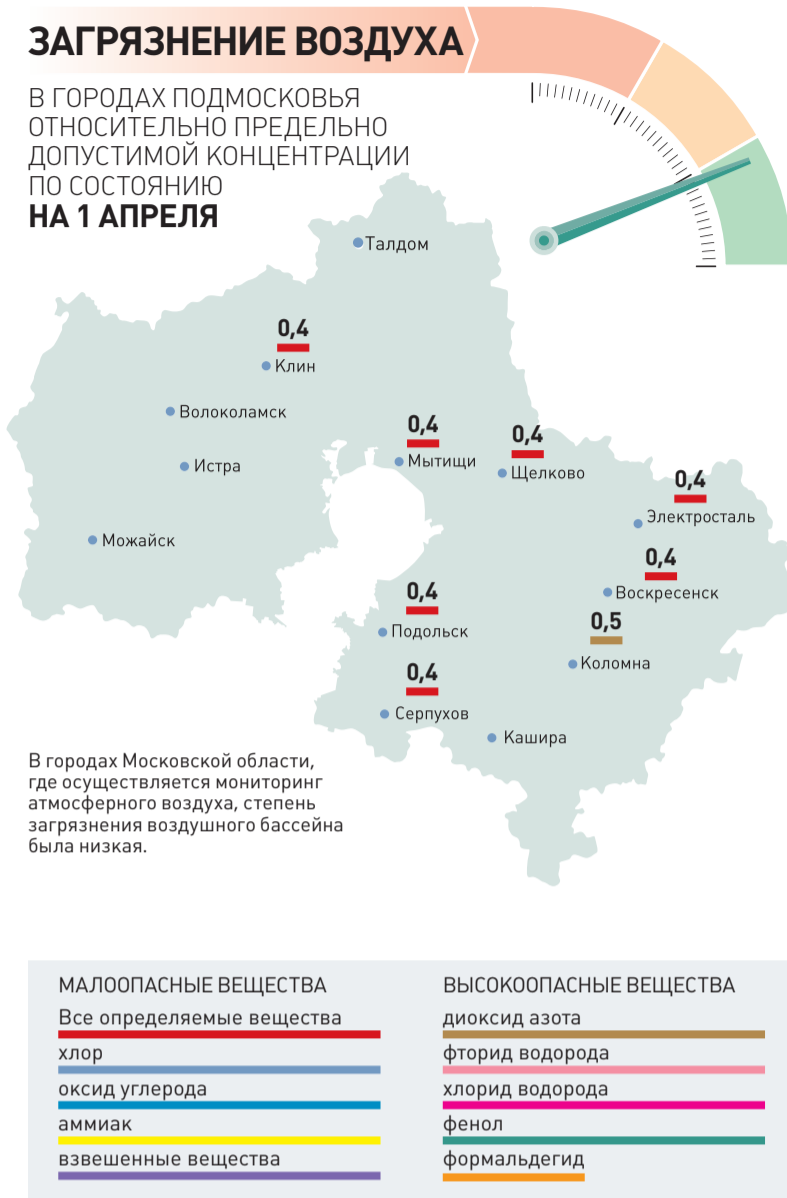 ЗАГРЯЗНЕНИЕ ВОЗДУХА
В ГОРОДАХ ПОДМОСКОВЬЯ
ОТНОСИТЕЛЬНО ПРЕДЕЛЬНО
ДОПУСТИМОЙ КОНЦЕНТРАЦИИ
ПО СОСТОЯНИЮ
НА 1 АПРЕЛЯ
Талдом
0,4
Клин
Волоколамск
0,4
Мытищи
0,4
Щелково
Истра
0,4
Электросталь
Можайск
0,4
Воскресенск
0,4
Подольск
0,5
Коломна
0,4
Серпухов
Кашира
В городах Московской области,
где осуществляется мониторинг
атмосферного воздуха, степень
загрязнения воздушного бассейна
была низкая.
МАЛООПАСНЫЕ ВЕЩЕСТВА
Все определяемые вещества
хлор
оксид углерода
аммиак
взвешенные вещества
ВЫСОКООПАСНЫЕ ВЕЩЕСТВА
диоксид азота
фторид водорода
хлорид водорода
фенол
формальдегид